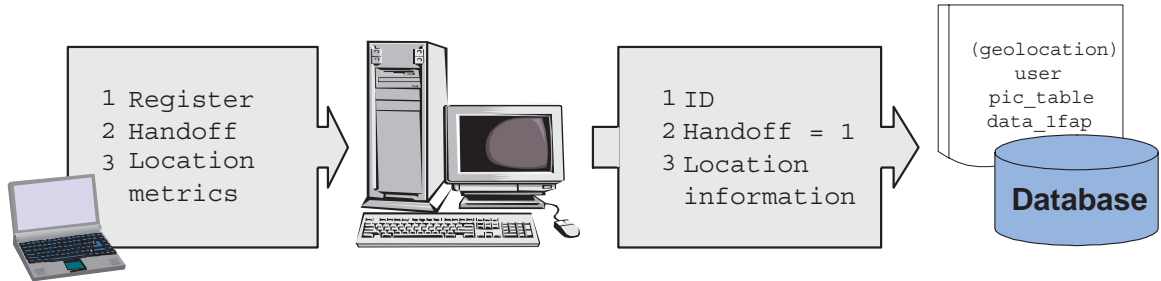 1 Register
2 Handoff
3 Location
metrics
1 ID
2 Handoff = 1
3 Location
information
(geolocation)
user
pic_table
data_1fap
Database